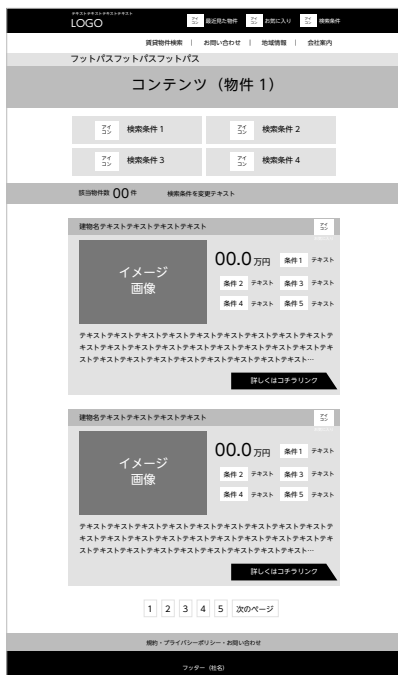 テキストテキストテキストテキスト
LOGO
アイコン 最近見た物件 アイコン お気に入り アイコン 検索条件
賃貸物件検索 | お問い合わせ | 地域情報 | 会社案内
フットパスフットパスフットパス
コンテンツ（物件1）
アイコン 検索条件1 アイコン 検索条件2
アイコン 検索条件3 アイコン 検索条件4
該当物件数 00件 検索条件を変更テキスト
建物名テキストテキストテキストテキスト アイコン
イメージ
画像
00.0万円 条件1 テキスト
条件2 テキスト 条件3 テキスト
条件4 テキスト 条件5 テキスト
テキストテキストテキストテキストテキストテキストテキストテキストテ
キストテキストテキストテキストテキストテキストテキストテキストテキ
ストテキストテキストテキストテキストテキストテキストテキスト…
詳しくはコチラリンク
建物名テキストテキストテキストテキスト アイコン
イメージ
画像
00.0万円 条件1 テキスト
条件2 テキスト 条件3 テキスト
条件4 テキスト 条件5 テキスト
テキストテキストテキストテキストテキストテキストテキストテキストテ
キストテキストテキストテキストテキストテキストテキストテキストテキ
ストテキストテキストテキストテキストテキストテキストテキスト…
詳しくはコチラリンク
1 2 3 4 5 次のページ
規約・プライバシーポリシー・お問い合わせ
フッター（社名）